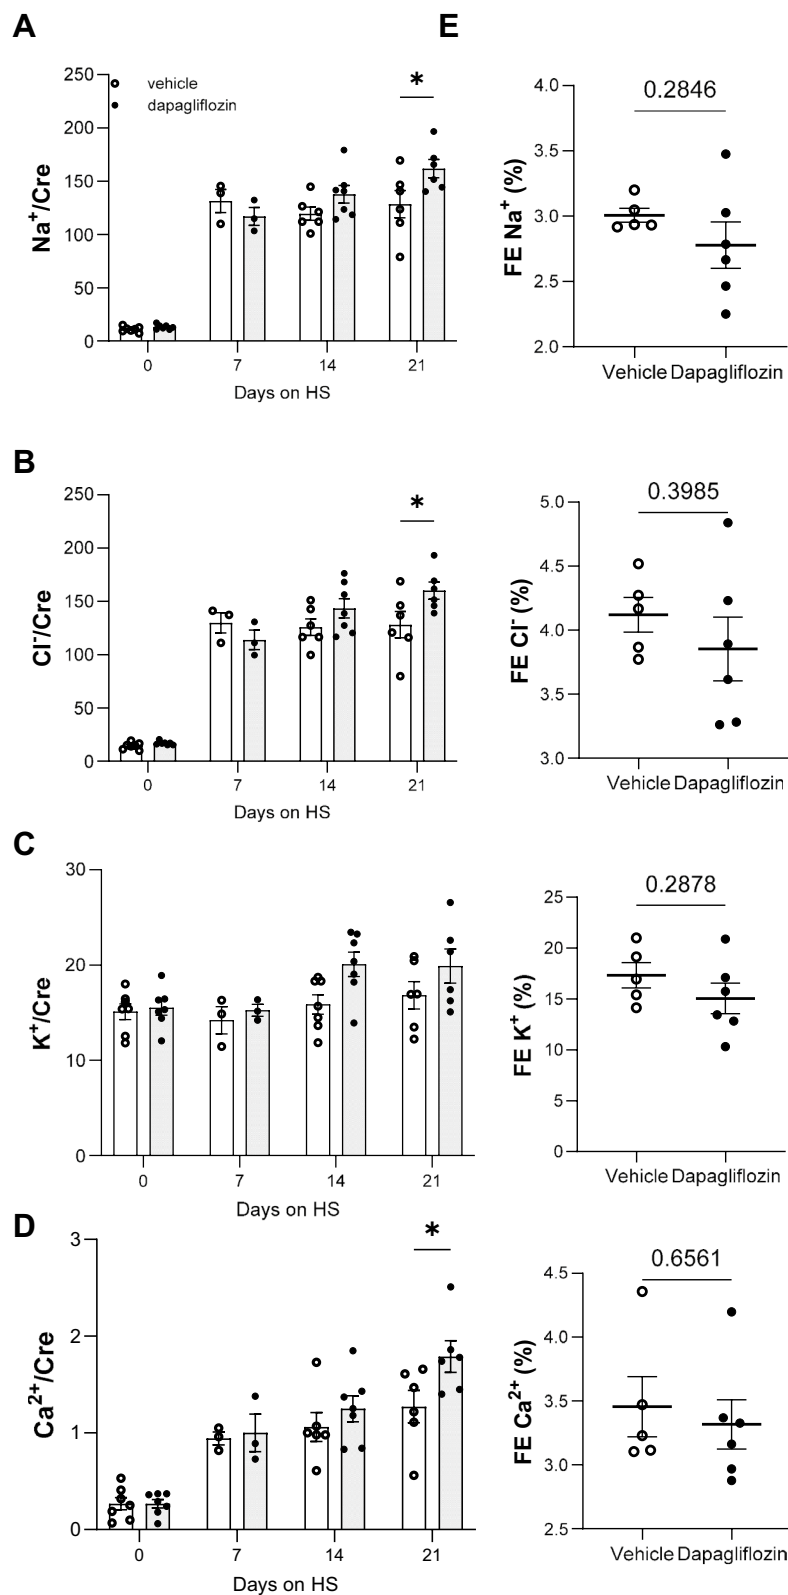 A
E
250
200
150
100
50
0
Na⁺/Cre
vehicle
dapagliflozin
*
0
7
14
21
Days on HS
4.0
3.5
3.0
2.5
2.0
FE Na⁺ (%)
0.2846
Vehicle Dapagliflozin
B
250
200
150
100
50
0
Cl⁻/Cre
*
0
7
14
21
Days on HS
5.0
4.5
4.0
3.5
3.0
FE Cl⁻ (%)
0.3985
Vehicle Dapagliflozin
C
30
20
10
0
K⁺/Cre
0
7
14
21
Days on HS
25
20
15
10
5
0
FE K⁺ (%)
0.2878
Vehicle Dapagliflozin
D
3
2
1
0
Ca²⁺/Cre
*
0
7
14
21
Days on HS
4.5
4.0
3.5
3.0
2.5
FE Ca²⁺ (%)
0.6561
Vehicle Dapagliflozin